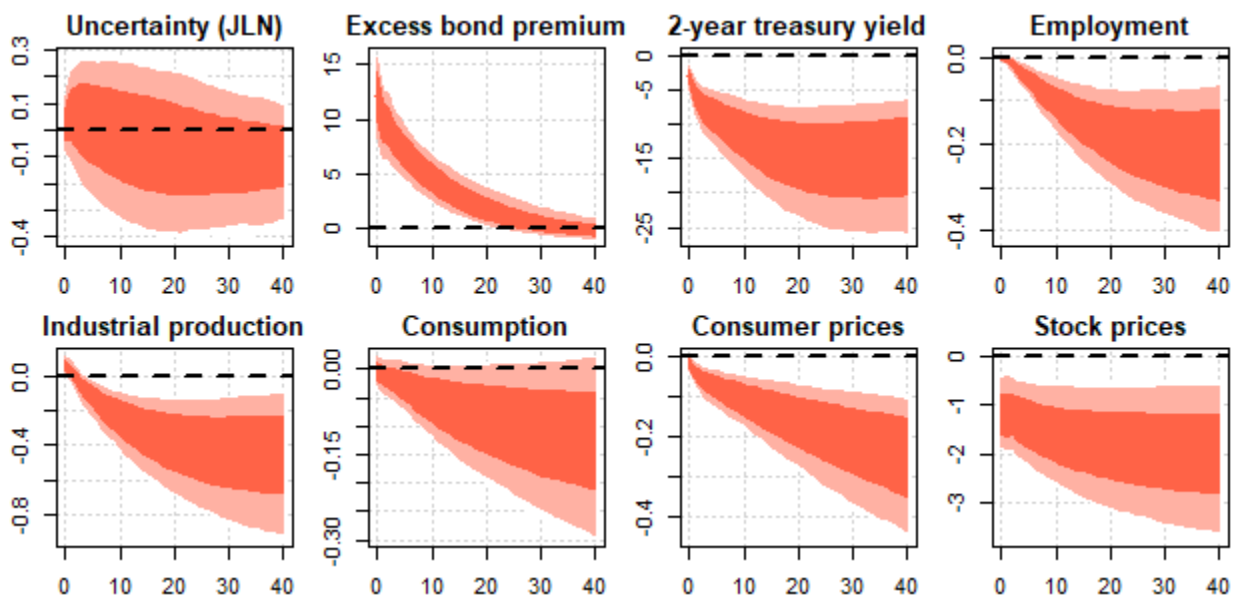 Uncertainty (JLN)
0.3
0.1
-0.1
-0.4
0 10 20 30 40
Excess bond premium
15
10
5
0
0 10 20 30 40
2-year treasury yield
0
-5
-15
-25
0 10 20 30 40
Employment
0.0
-0.2
-0.4
0 10 20 30 40
Industrial production
0.0
-0.4
-0.8
0 10 20 30 40
Consumption
0.00
-0.15
-0.30
0 10 20 30 40
Consumer prices
0.0
-0.2
-0.4
0 10 20 30 40
Stock prices
0
-1
-2
-3
0 10 20 30 40